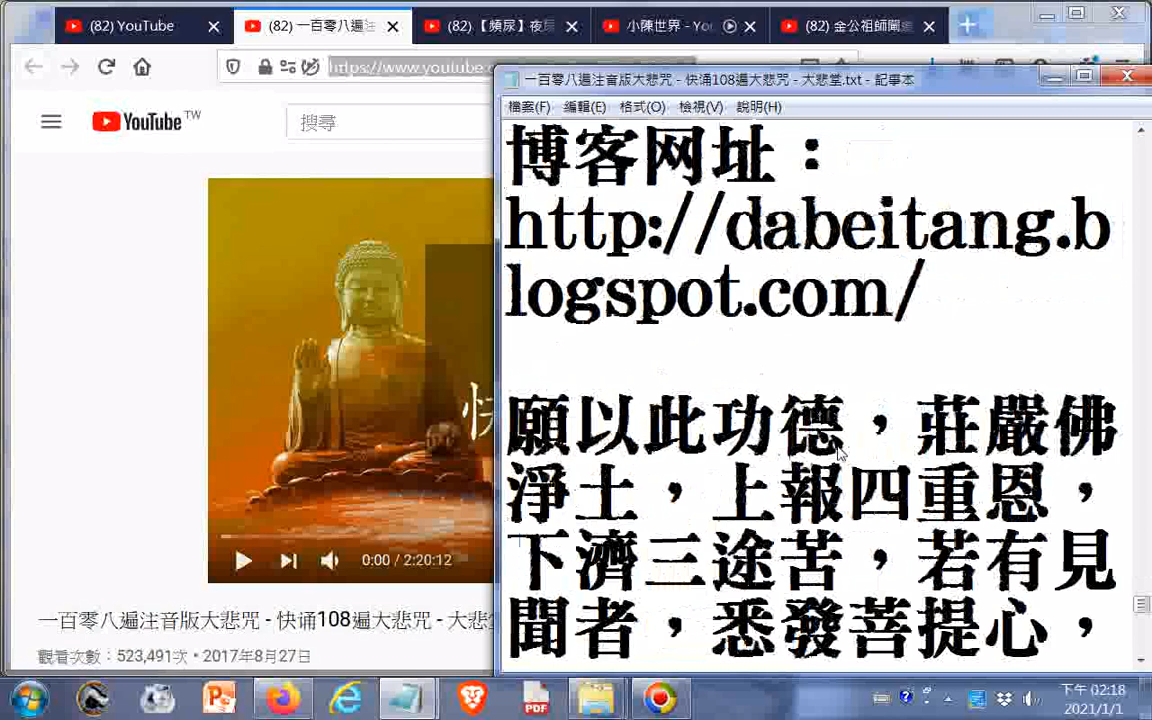 (82) YouTube
(82) 一百零八遍注
(82) 【頻尿】夜
小陳世界 - You
(82) 金公祖師闡
https://www.youtube.c
一百零八遍注音版大悲咒 - 快诵108遍大悲咒 - 大悲堂.txt - 記事本
檔案(F) 編輯(E) 格式(O) 檢視(V) 說明(H)
YouTube TW
搜尋
博客网址：
http://dabeitang.b
logspot.com/
願以此功德，莊嚴佛
淨土，上報四重恩，
下濟三途苦，若有見
聞者，悉發菩提心，
快
0:00 / 2:20:12
一百零八遍注音版大悲咒 - 快诵108遍大悲咒 - 大悲
觀看次數：523,491次 • 2017年8月27日
PDF
下午 02:18
2021/1/1